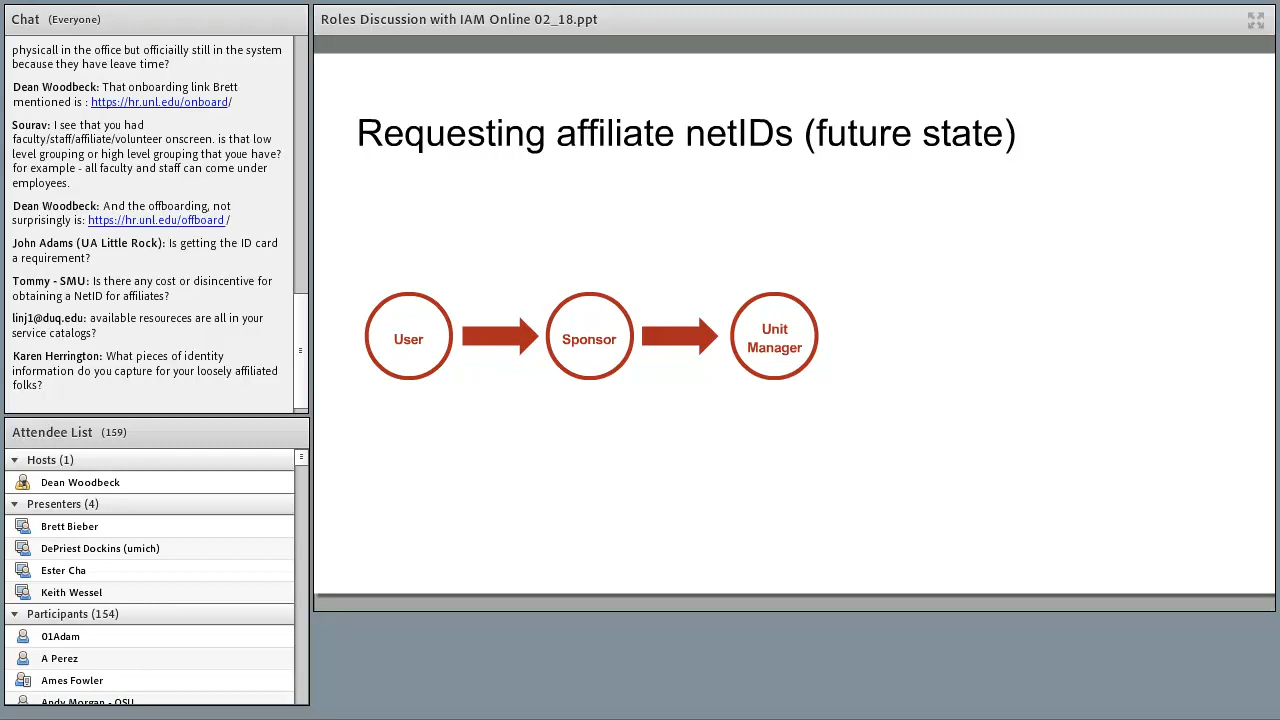 Chat (Everyone)
physicall in the office but officiailly still in the system
because they have leave time?
Dean Woodbeck: That onboarding link Brett
mentioned is : https://hr.unl.edu/onboard/
Sourav: I see that you had
faculty/staff/affiliate/volunteer onscreen. is that low
level grouping or high level grouping that youe have?
for example - all faculty and staff can come under
employees.
Dean Woodbeck: And the offboarding, not
surprisingly is: https://hr.unl.edu/offboard /
John Adams (UA Little Rock): Is getting the ID card
a requirement?
Tommy - SMU: Is there any cost or disincentive for
obtaining a NetID for affiliates?
linj1@duq.edu: available resoureces are all in your
service catalogs?
Karen Herrington: What pieces of identity
information do you capture for your loosely affiliated
folks?
Attendee List (159)
Hosts (1)
Dean Woodbeck
Presenters (4)
Brett Bieber
DePriest Dockins (umich)
Ester Cha
Keith Wessel
Participants (154)
01Adam
A Perez
Ames Fowler
Andy Morgan - OSU
Roles Discussion with IAM Online 02_18.ppt
Requesting affiliate netIDs (future state)
User
Sponsor
Unit
Manager